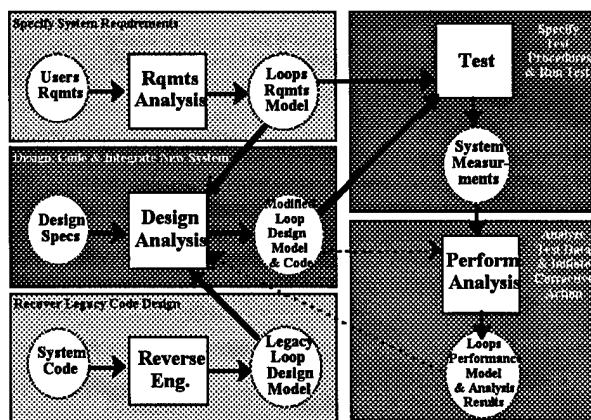 Specify System Requirements
Users
Rqmts
Rqmts
Analysis
Loops
Rqmts
Model
Design, Code & Integrate New System
Design
Specs
Design
Analysis
Modified
Loop
Design
Model
& Code
Recover Legacy Code Design
System
Code
Reverse
Eng.
Legacy
Loop
Design
Model
Specify
Test
Procedures
& Run Test
Test
System
Measur-
ments
Analyze
Perform
Analysis
Loops
Performance
Model
& Analysis
Results